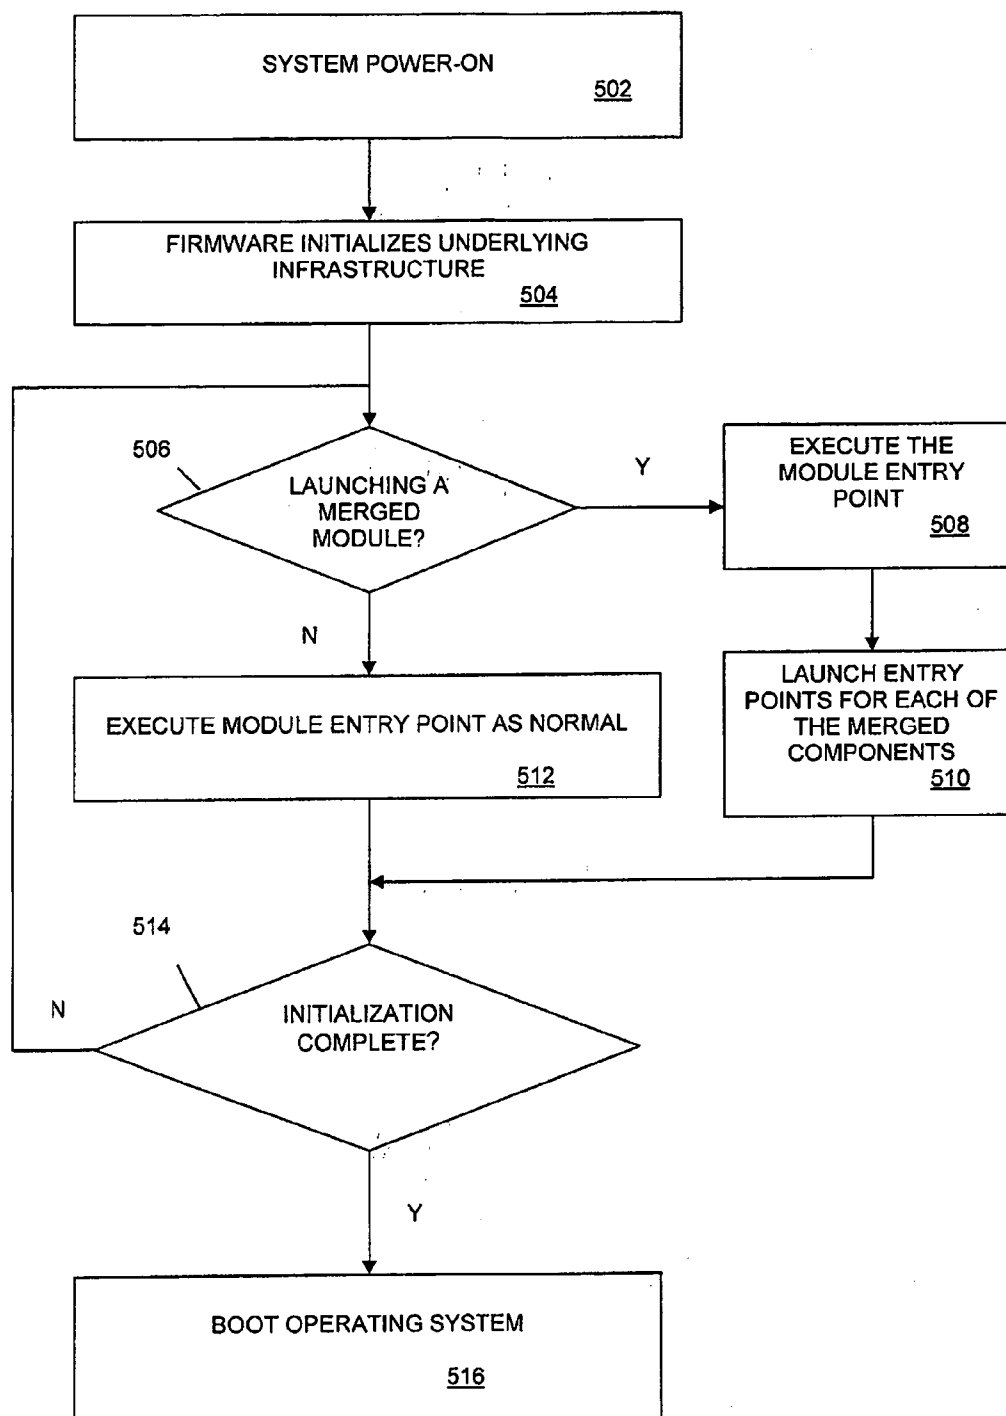 SYSTEM POWER-ON
502
FIRMWARE INITIALIZES UNDERLYING
INFRASTRUCTURE
504
506
LAUNCHING A
MERGED
MODULE?
Y
EXECUTE THE
MODULE ENTRY
POINT
508
N
LAUNCH ENTRY
POINTS FOR EACH OF
THE MERGED
COMPONENTS
510
EXECUTE MODULE ENTRY POINT AS NORMAL
512
514
N
INITIALIZATION
COMPLETE?
Y
BOOT OPERATING SYSTEM
516